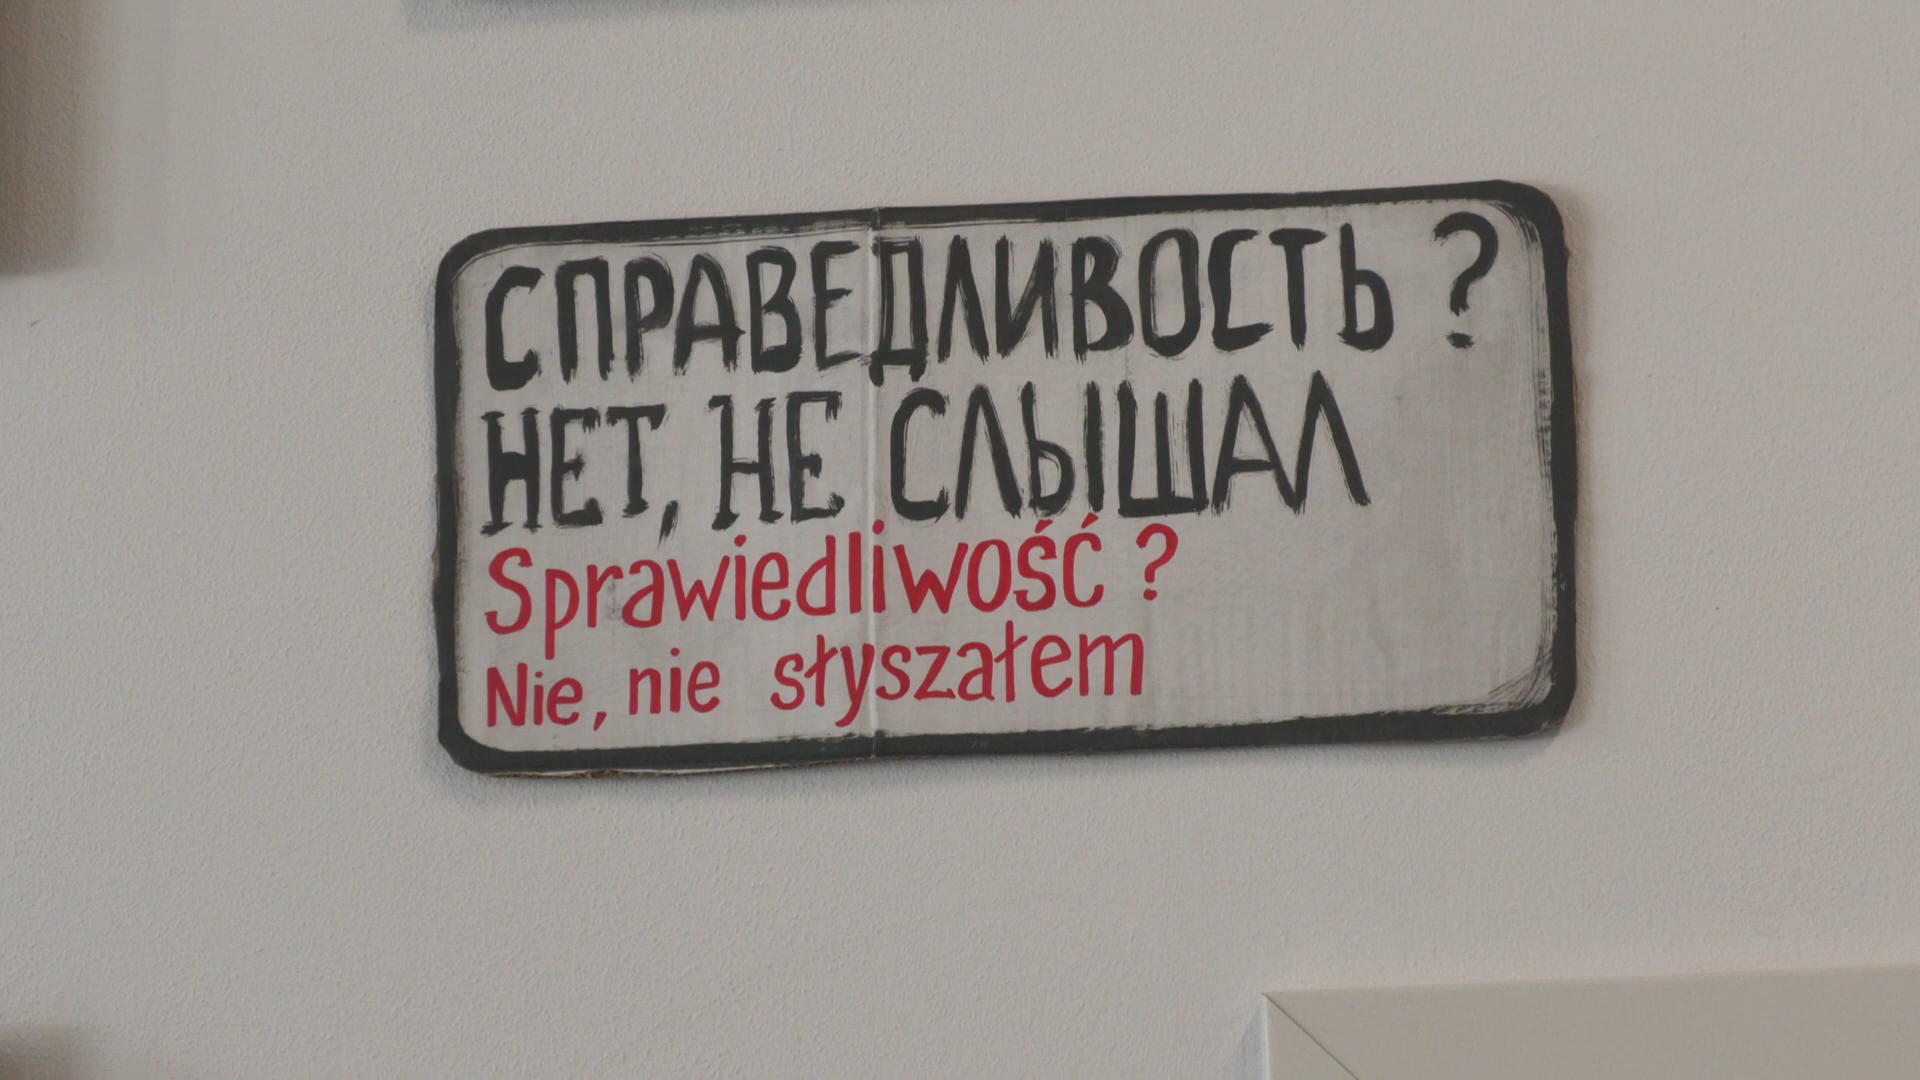 СПРАВЕДЛИВОСТЬ ?
НЕТ, НЕ СЛЫШАЛ
Sprawiedliwość ?
Nie, nie słyszałem